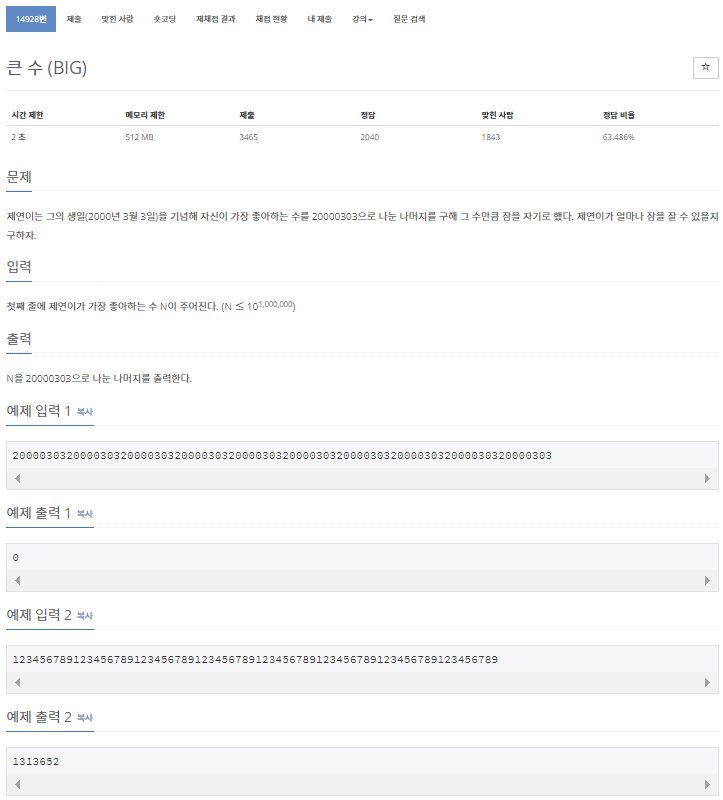 14928번 제출 맞힌 사람 숏코딩 재채점 결과 채점 현황 내 제출 강의 질문 검색
큰 수 (BIG)
시간 제한 메모리 제한 제출 정답 맞힌 사람 정답 비율
2 초 512 MB 3465 2040 1843 63.486%
문제
제연이는 그의 생일(2000년 3월 3일)을 기념해 자신이 가장 좋아하는 수를 20000303으로 나눈 나머지를 구해 그 수만큼 잠을 자기로 했다. 제연이가 얼마나 잠을 잘 수 있을지
구하자.
입력
첫째 줄에 제연이가 가장 좋아하는 수 N이 주어진다. (N ≤ 10^1,000,000)
출력
N을 20000303으로 나눈 나머지를 출력한다.
예제 입력 1 복사
20000303200003032000030320000303200003032000030320000303200003032000030320000303
예제 출력 1 복사
0
예제 입력 2 복사
123456789123456789123456789123456789123456789123456789123456789123456789
예제 출력 2 복사
1313652